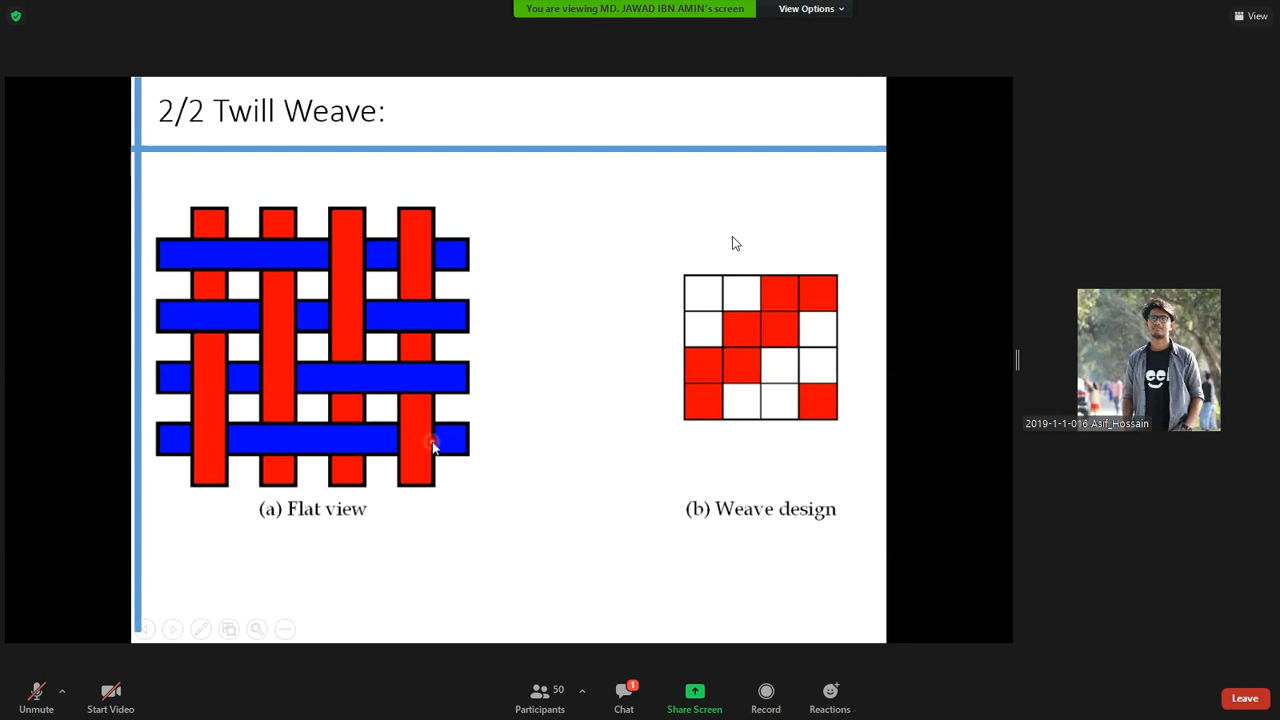 You are viewing MD. JAWAD IBN AMIN's screen
View Options
View
2/2 Twill Weave:
(a) Flat view
(b) Weave design
2019-1-1-016 Asif_Hossain
Unmute
Start Video
50
Participants
1
Chat
Share Screen
Record
Reactions
Leave